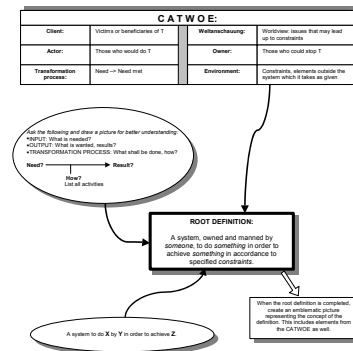 C A T W O E:
Client:
Victims or beneficiaries of T
Weltanschauung:
Worldview: issues that may
lead up to constraints
Actor:
Those who would do T
Owner:
Those who could stop T
Transformation
process:
Need –> Need met
Environment:
Constraints, elements outside the
system which it takes as given
Ask the following and draw a picture for better understanding:
•INPUT: What is needed?
•OUTPUT: What is wanted, results?
•TRANSFORMATION PROCESS: What shall be done, how?
Need?
Result?
How?
List all activities
ROOT DEFINITION:
A system, owned and manned by
someone, to do something in order to
achieve something in accordance to
specified constraints.
A system to do X by Y in order to achieve Z.
When the root definition is completed,
create an emblematic picture
representing the concept of the
definition. This includes elements from
the CATWOE as well.